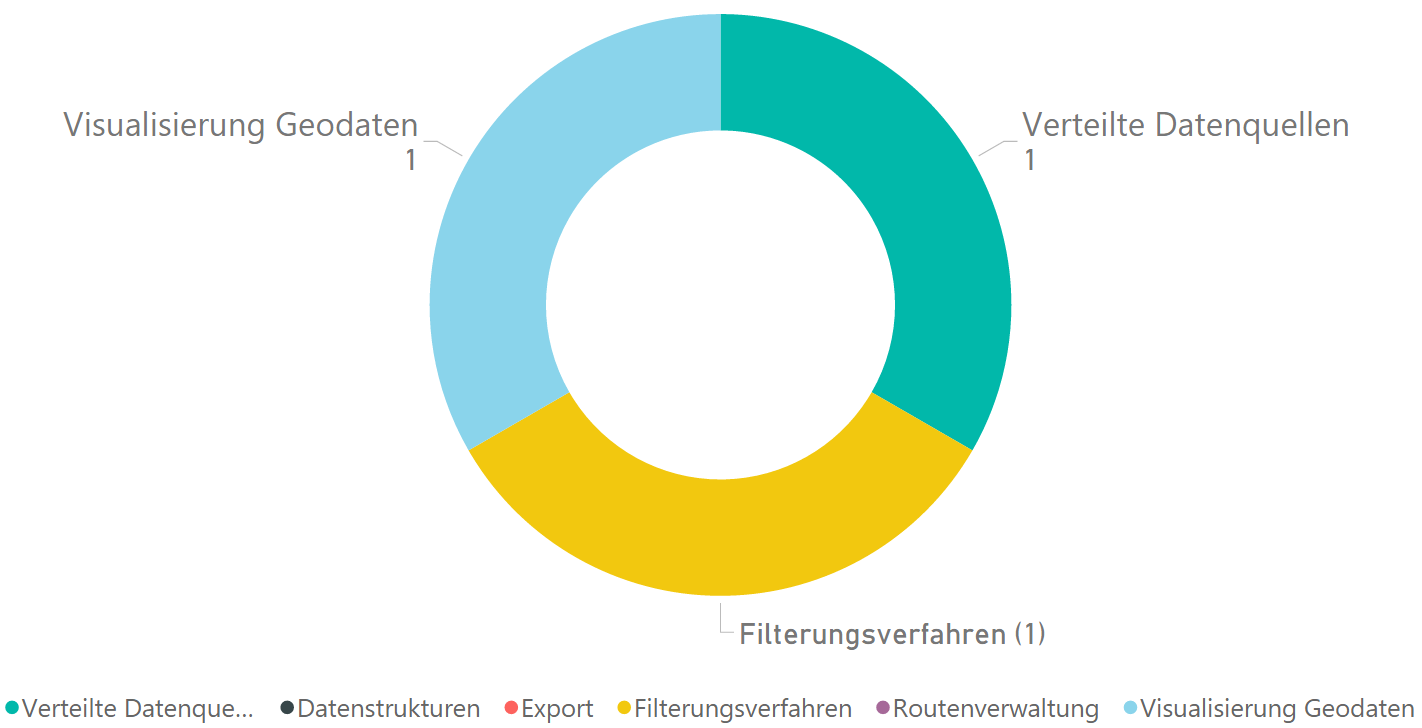 Visualisierung Geodaten
1
Verteilte Datenquellen
1
Filterungsverfahren (1)
Verteilte Datenque... Datenstrukturen Export Filterungsverfahren Routenverwaltung Visualisierung Geodaten